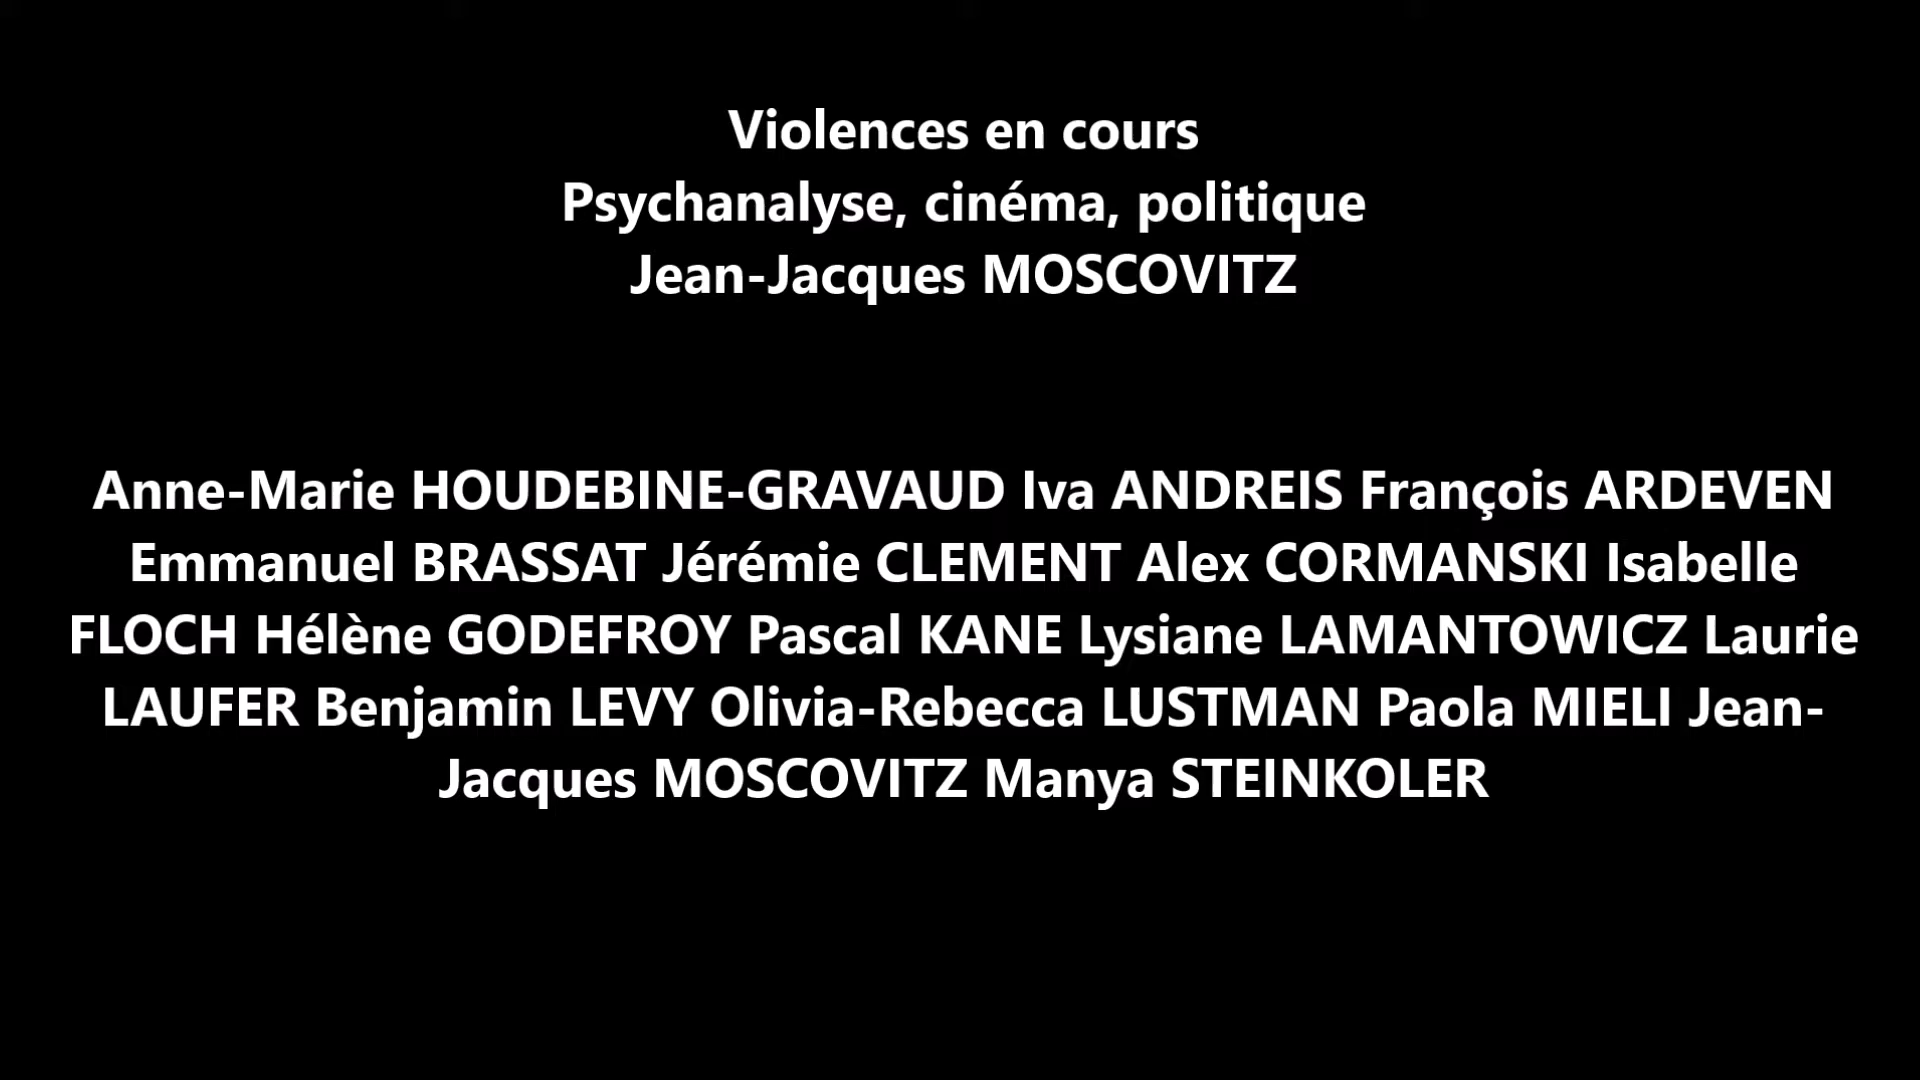 Violences en cours
Psychanalyse, cinéma, politique
Jean-Jacques MOSCOVITZ
Anne-Marie HOUDEBINE-GRAVAUD Iva ANDREIS François ARDEVEN
Emmanuel BRASSAT Jérémie CLEMENT Alex CORMANSKI Isabelle
FLOCH Hélène GODEFROY Pascal KANE Lysiane LAMANTOWICZ Laurie
LAUFER Benjamin LEVY Olivia-Rebecca LUSTMAN Paola MIELI Jean-
Jacques MOSCOVITZ Manya STEINKOLER